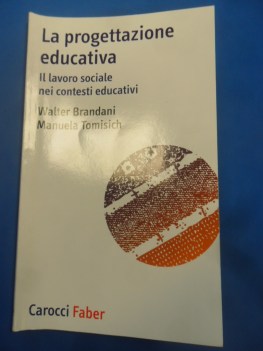 La progettazione
educativa
Il lavoro sociale
nei contesti educativi
Walter Brandani
Manuela Tomisich
Carocci Faber